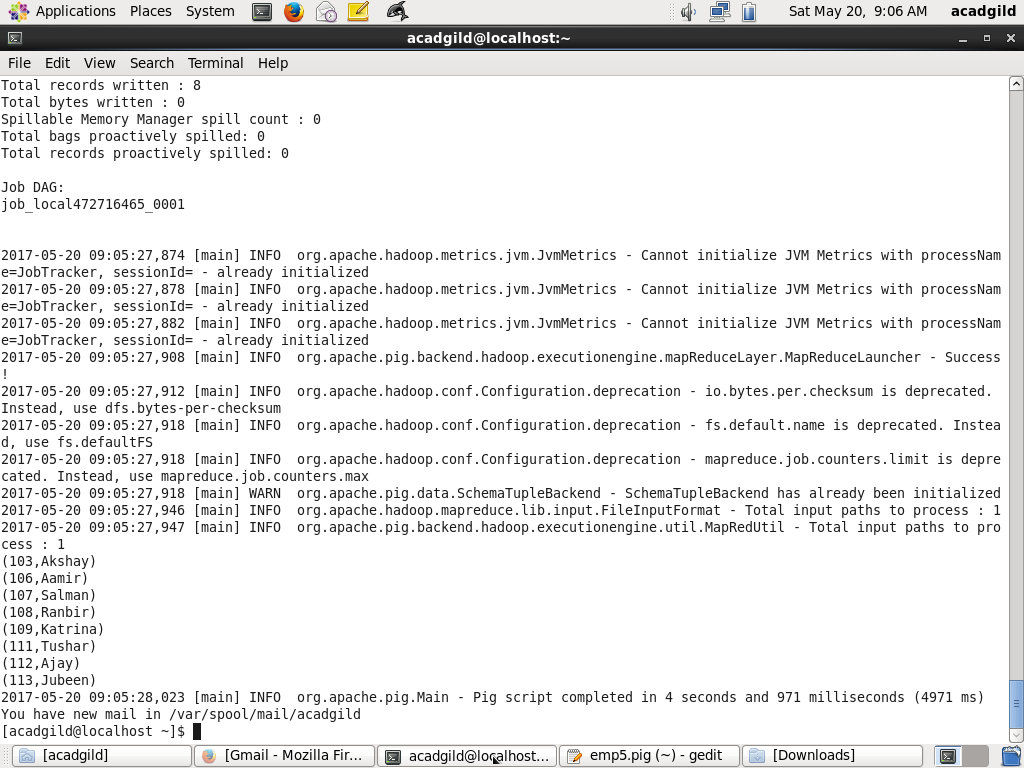 Applications Places System Sat May 20, 9:06 AM acadgild
acadgild@localhost:~
File Edit View Search Terminal Help
Total records written : 8
Total bytes written : 0
Spillable Memory Manager spill count : 0
Total bags proactively spilled: 0
Total records proactively spilled: 0
Job DAG:
job_local472716465_0001
2017-05-20 09:05:27,874 [main] INFO  org.apache.hadoop.metrics.jvm.JvmMetrics - Cannot initialize JVM Metrics with processNam
e=JobTracker, sessionId= - already initialized
2017-05-20 09:05:27,878 [main] INFO  org.apache.hadoop.metrics.jvm.JvmMetrics - Cannot initialize JVM Metrics with processNam
e=JobTracker, sessionId= - already initialized
2017-05-20 09:05:27,882 [main] INFO  org.apache.hadoop.metrics.jvm.JvmMetrics - Cannot initialize JVM Metrics with processNam
e=JobTracker, sessionId= - already initialized
2017-05-20 09:05:27,908 [main] INFO  org.apache.pig.backend.hadoop.executionengine.mapReduceLayer.MapReduceLauncher - Success
!
2017-05-20 09:05:27,912 [main] INFO  org.apache.hadoop.conf.Configuration.deprecation - io.bytes.per.checksum is deprecated.
Instead, use dfs.bytes-per-checksum
2017-05-20 09:05:27,918 [main] INFO  org.apache.hadoop.conf.Configuration.deprecation - fs.default.name is deprecated. Instea
d, use fs.defaultFS
2017-05-20 09:05:27,918 [main] INFO  org.apache.hadoop.conf.Configuration.deprecation - mapreduce.job.counters.limit is depre
cated. Instead, use mapreduce.job.counters.max
2017-05-20 09:05:27,918 [main] WARN  org.apache.pig.data.SchemaTupleBackend - SchemaTupleBackend has already been initialized
2017-05-20 09:05:27,946 [main] INFO  org.apache.hadoop.mapreduce.lib.input.FileInputFormat - Total input paths to process : 1
2017-05-20 09:05:27,947 [main] INFO  org.apache.pig.backend.hadoop.executionengine.util.MapRedUtil - Total input paths to pro
cess : 1
(103,Akshay)
(106,Aamir)
(107,Salman)
(108,Ranbir)
(109,Katrina)
(111,Tushar)
(112,Ajay)
(113,Jubeen)
2017-05-20 09:05:28,023 [main] INFO  org.apache.pig.Main - Pig script completed in 4 seconds and 971 milliseconds (4971 ms)
You have new mail in /var/spool/mail/acadgild
[acadgild@localhost ~]$
[acadgild] [Gmail - Mozilla Fir... acadgild@localhost... emp5.pig (~) - gedit [Downloads]